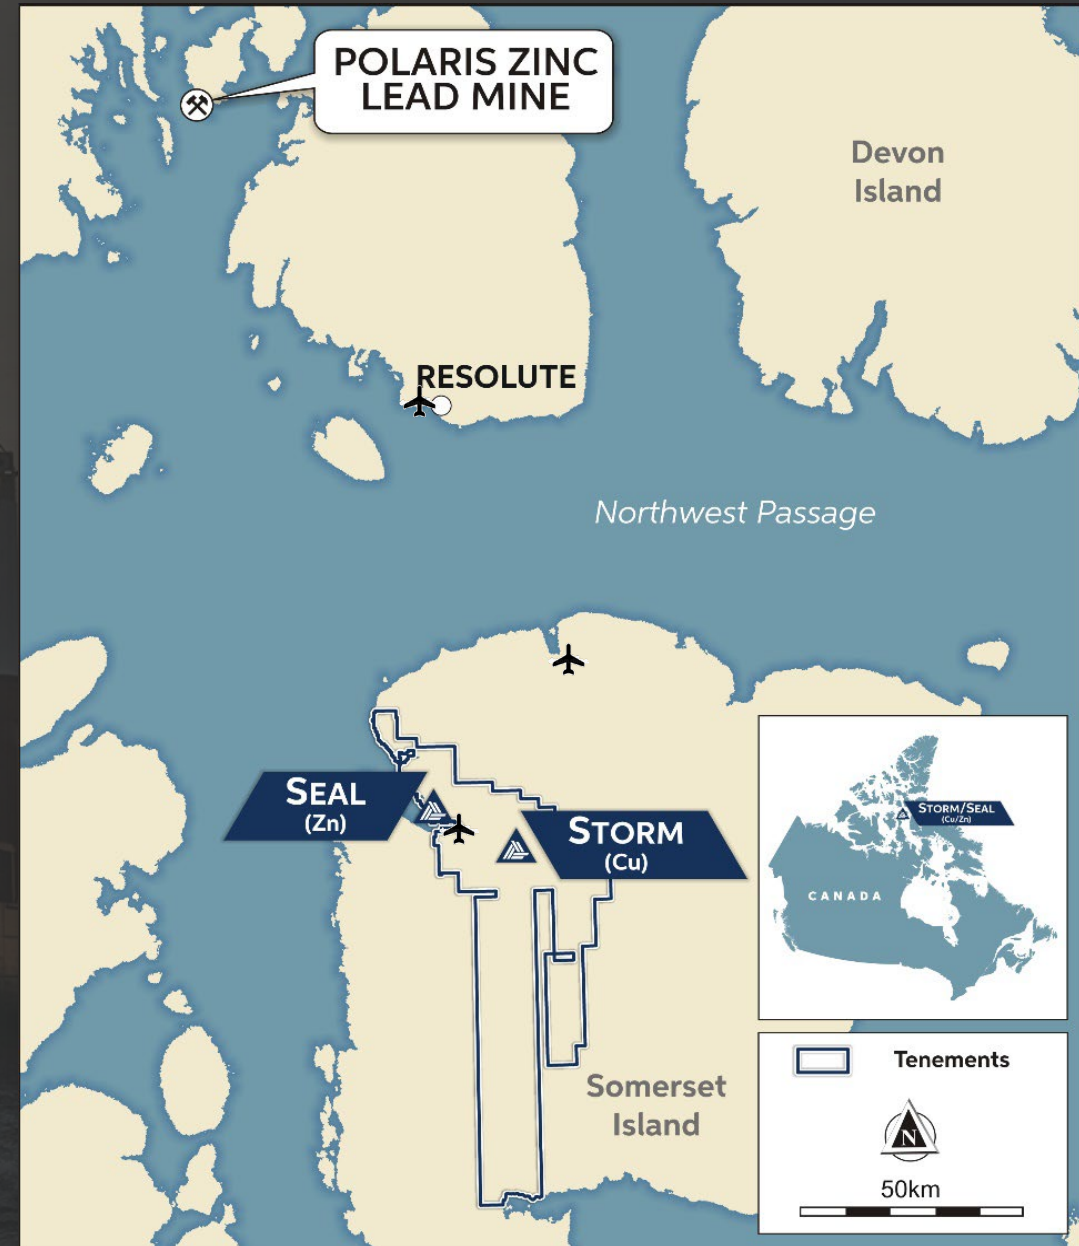 POLARIS ZINC
LEAD MINE
Devon
Island
RESOLUTE
Northwest Passage
SEAL
(Zn)
STORM
(Cu)
STORM/SEAL
(Cu/Zn)
CANADA
Tenements
Somerset
Island
N
50km